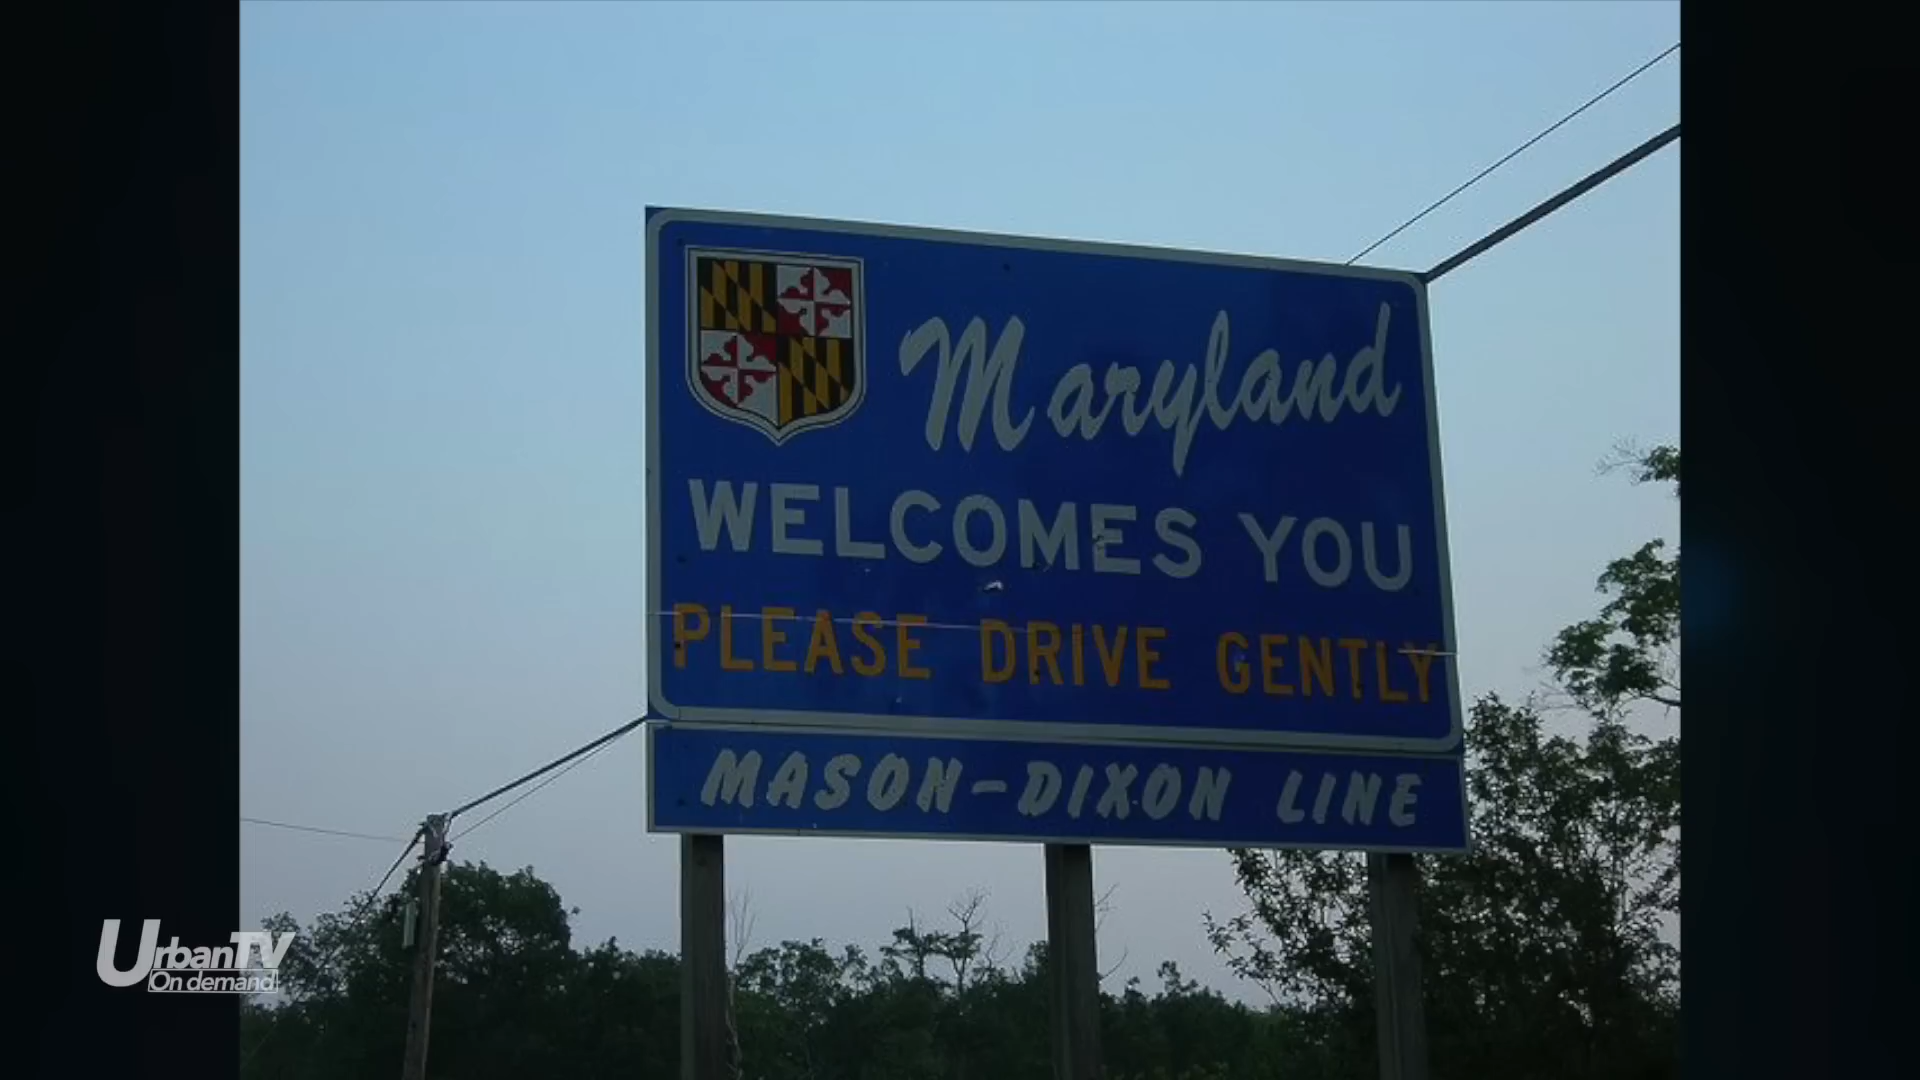 Maryland
WELCOMES YOU
PLEASE DRIVE GENTLY
MASON-DIXON LINE
UrbanTV
On demand